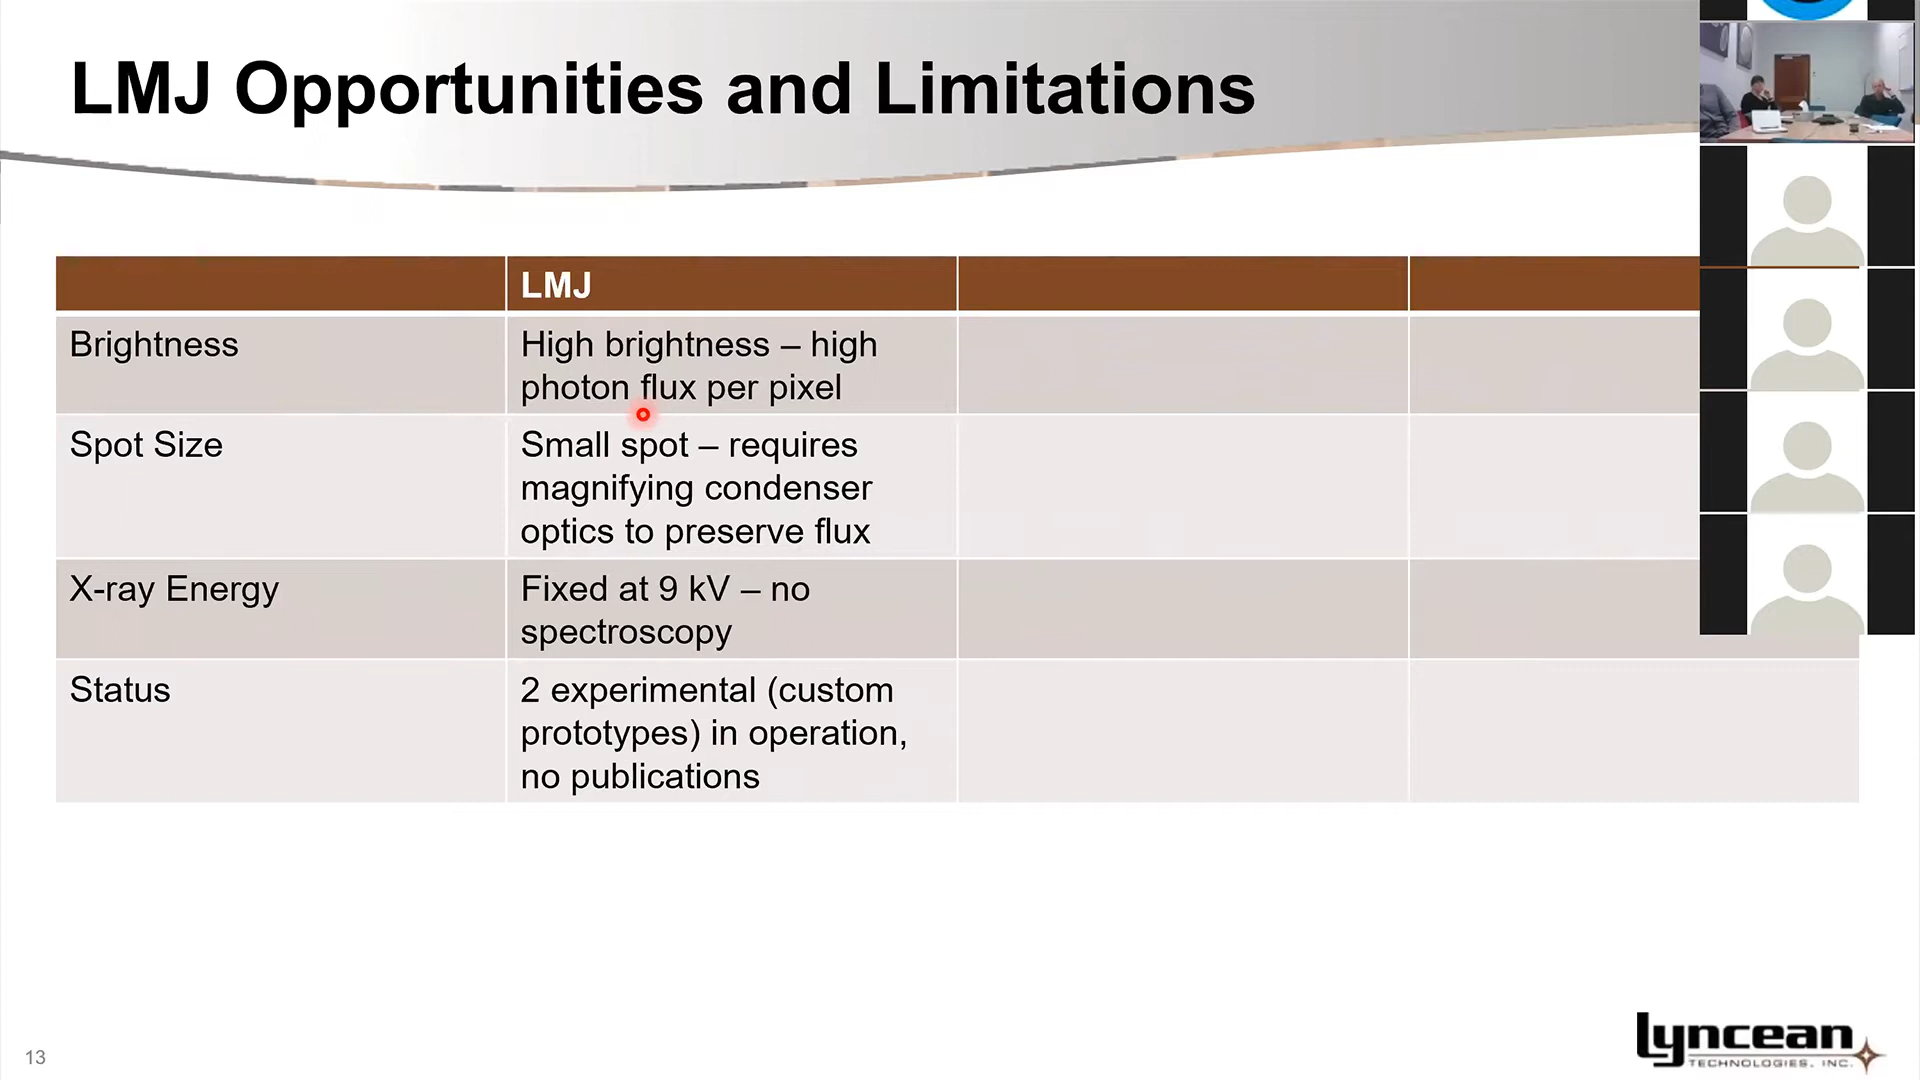 LMJ Opportunities and Limitations
LMJ
Brightness
High brightness – high
photon flux per pixel
Spot Size
Small spot – requires
magnifying condenser
optics to preserve flux
X-ray Energy
Fixed at 9 kV – no
spectroscopy
Status
2 experimental (custom
prototypes) in operation,
no publications
13
lyncean
TECHNOLOGIES, INC.